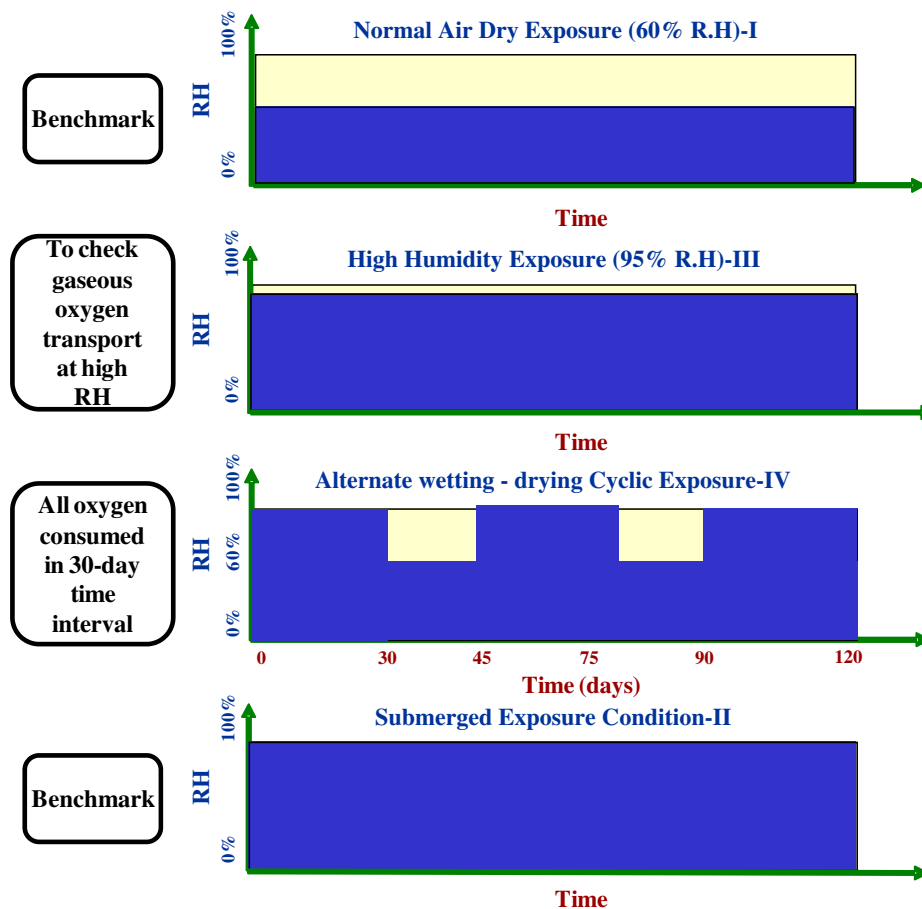 Normal Air Dry Exposure (60% R.H)-I
100%
RH
0%
Benchmark
Time
To check
gaseous
oxygen
transport
at high
RH
High Humidity Exposure (95% R.H)-III
100%
RH
0%
Time
All oxygen
consumed
in 30-day
time
interval
Alternate wetting - drying Cyclic Exposure-IV
100%
60%
RH
0%
0 30 45 75 90 120
Time (days)
Submerged Exposure Condition-II
100%
RH
0%
Benchmark
Time